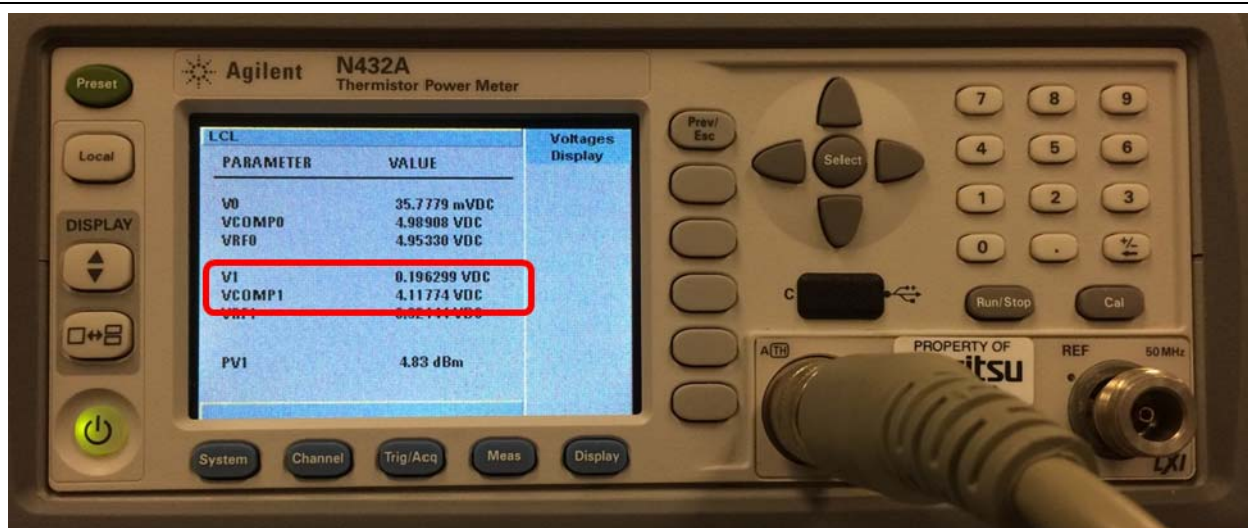 Agilent N432A
Thermistor Power Meter
Preset
Local
DISPLAY
LCL
Voltages
Display
PARAMETER VALUE
V0 35.7779 mVDC
VCOMP0 4.98908 VDC
VRF0 4.95330 VDC
V1 0.196299 VDC
VCOMP1 4.11774 VDC
PV1 4.83 dBm
System
Channel
Trig/Acq
Meas
Display
Prev/
Esc
Select
7 8 9
4 5 6
1 2 3
0 . +/-
C
Run/Stop
Cal
A TH
PROPERTY OF
REF
50 MHz
LXI